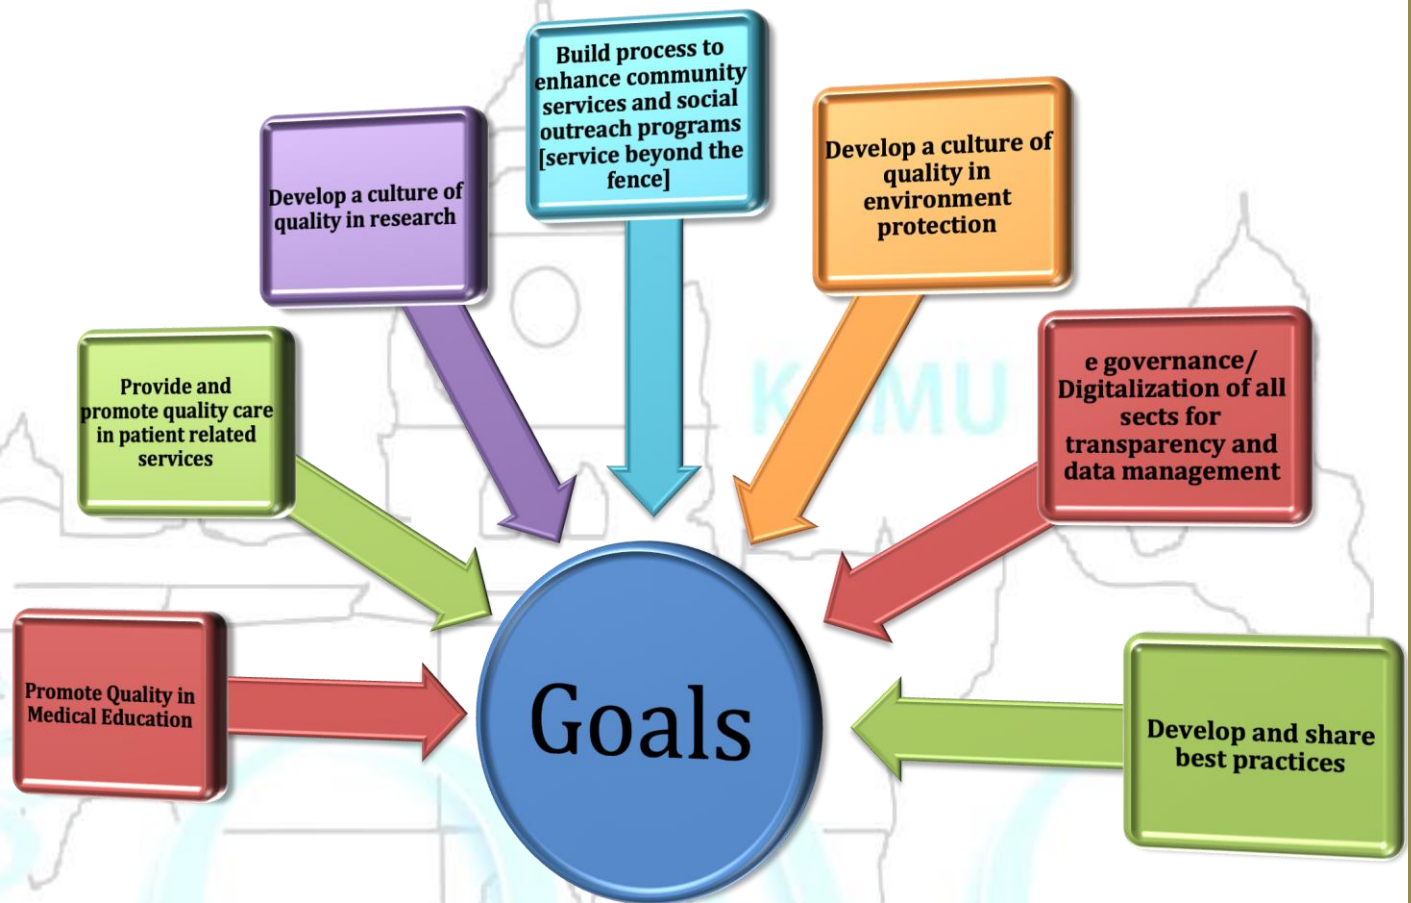 Build process to
enhance community
services and social
outreach programs
[service beyond the
fence]
Develop a culture of
quality in research
Develop a culture of
quality in
environment
protection
Provide and
promote quality care
in patient related
services
e governance/
Digitalization of all
sects for
transparency and
data management
Promote Quality in
Medical Education
Goals
Develop and share
best practices